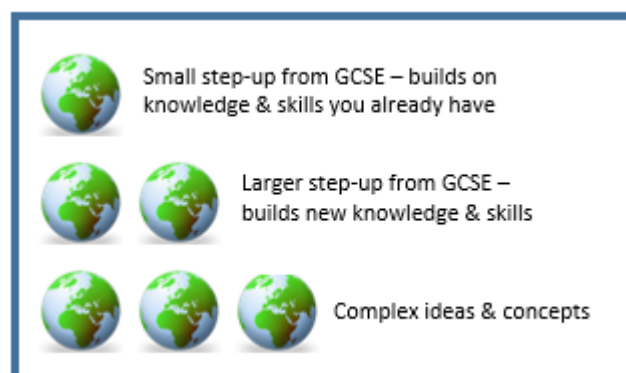 Small step-up from GCSE – builds on
knowledge & skills you already have
Larger step-up from GCSE –
builds new knowledge & skills
Complex ideas & concepts